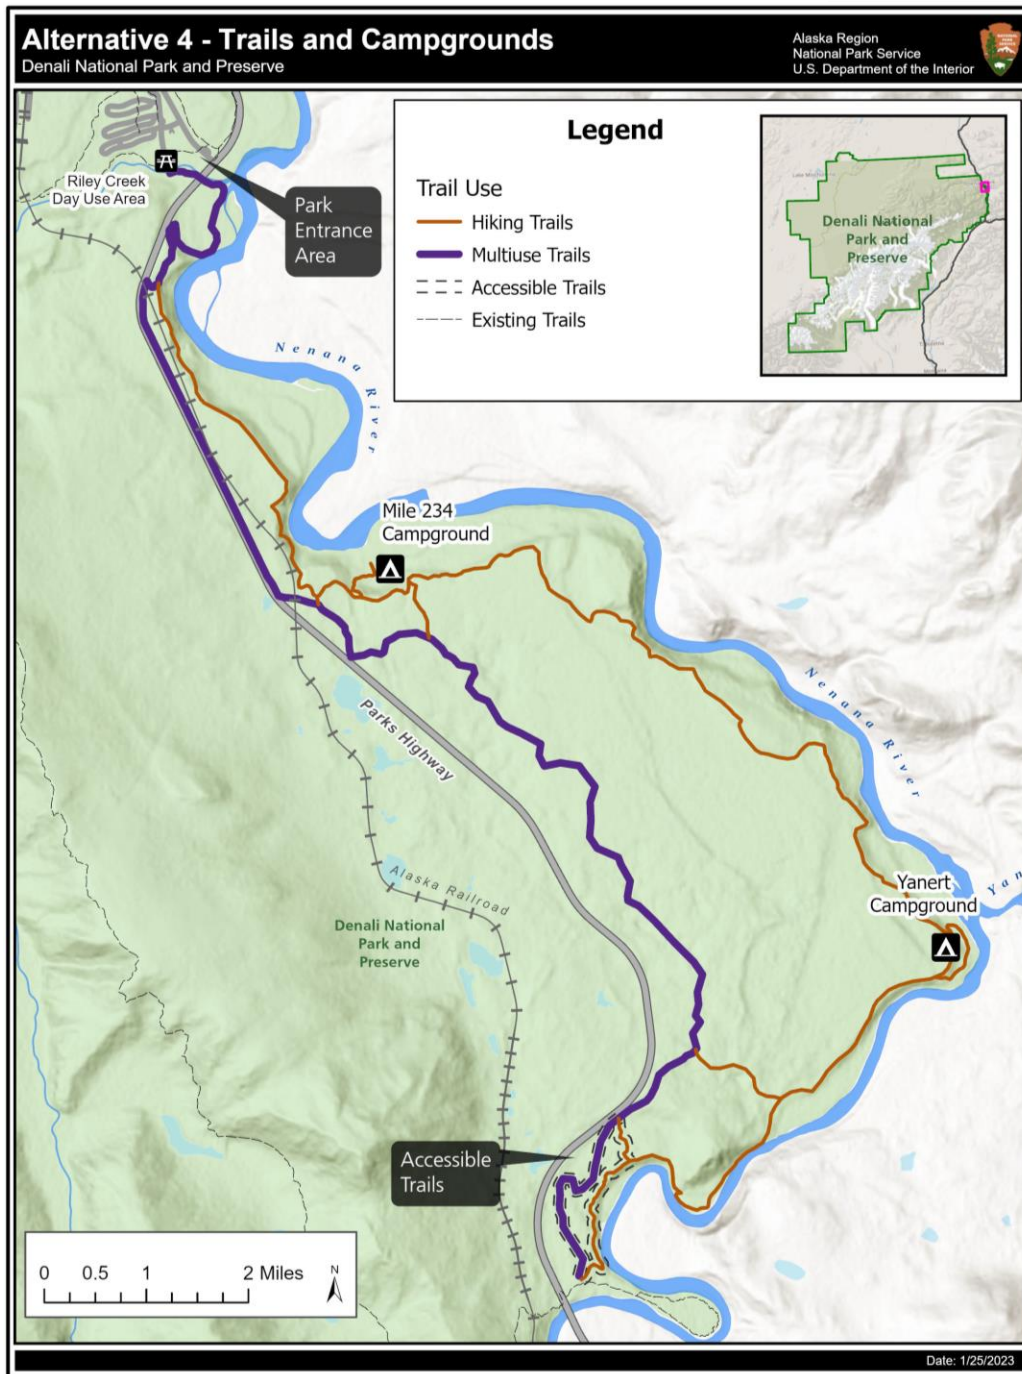 Alternative 4 - Trails and Campgrounds
Denali National Park and Preserve
Alaska Region
National Park Service
U.S. Department of the Interior
Legend
Trail Use
Hiking Trails
Multiuse Trails
Accessible Trails
Existing Trails
Denali National
Park and
Preserve
Riley Creek
Day Use Area
Park
Entrance
Area
Nenana River
Mile 234
Campground
Parks Highway
Nenana River
Alaska Railroad
Yanert
Campground
Yan
Denali National
Park and
Preserve
Accessible
Trails
0 0.5 1 2 Miles
N
Date: 1/25/2023